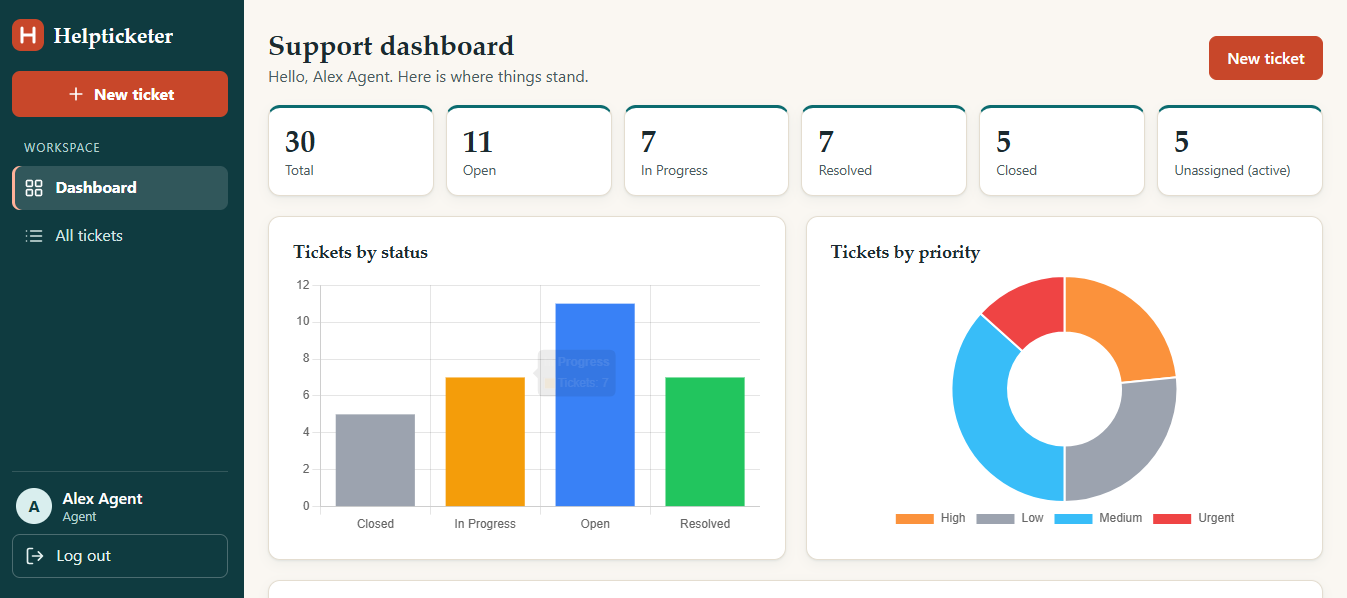 H Helpticketer
+ New ticket
WORKSPACE
Dashboard
All tickets
A
Alex Agent
Agent
Log out
Support dashboard
Hello, Alex Agent. Here is where things stand.
New ticket
30
Total
11
Open
7
In Progress
7
Resolved
5
Closed
5
Unassigned (active)
Tickets by status
12
10
8
6
4
2
0
Progress
Tickets: 7
Closed In Progress Open Resolved
Tickets by priority
High Low Medium Urgent